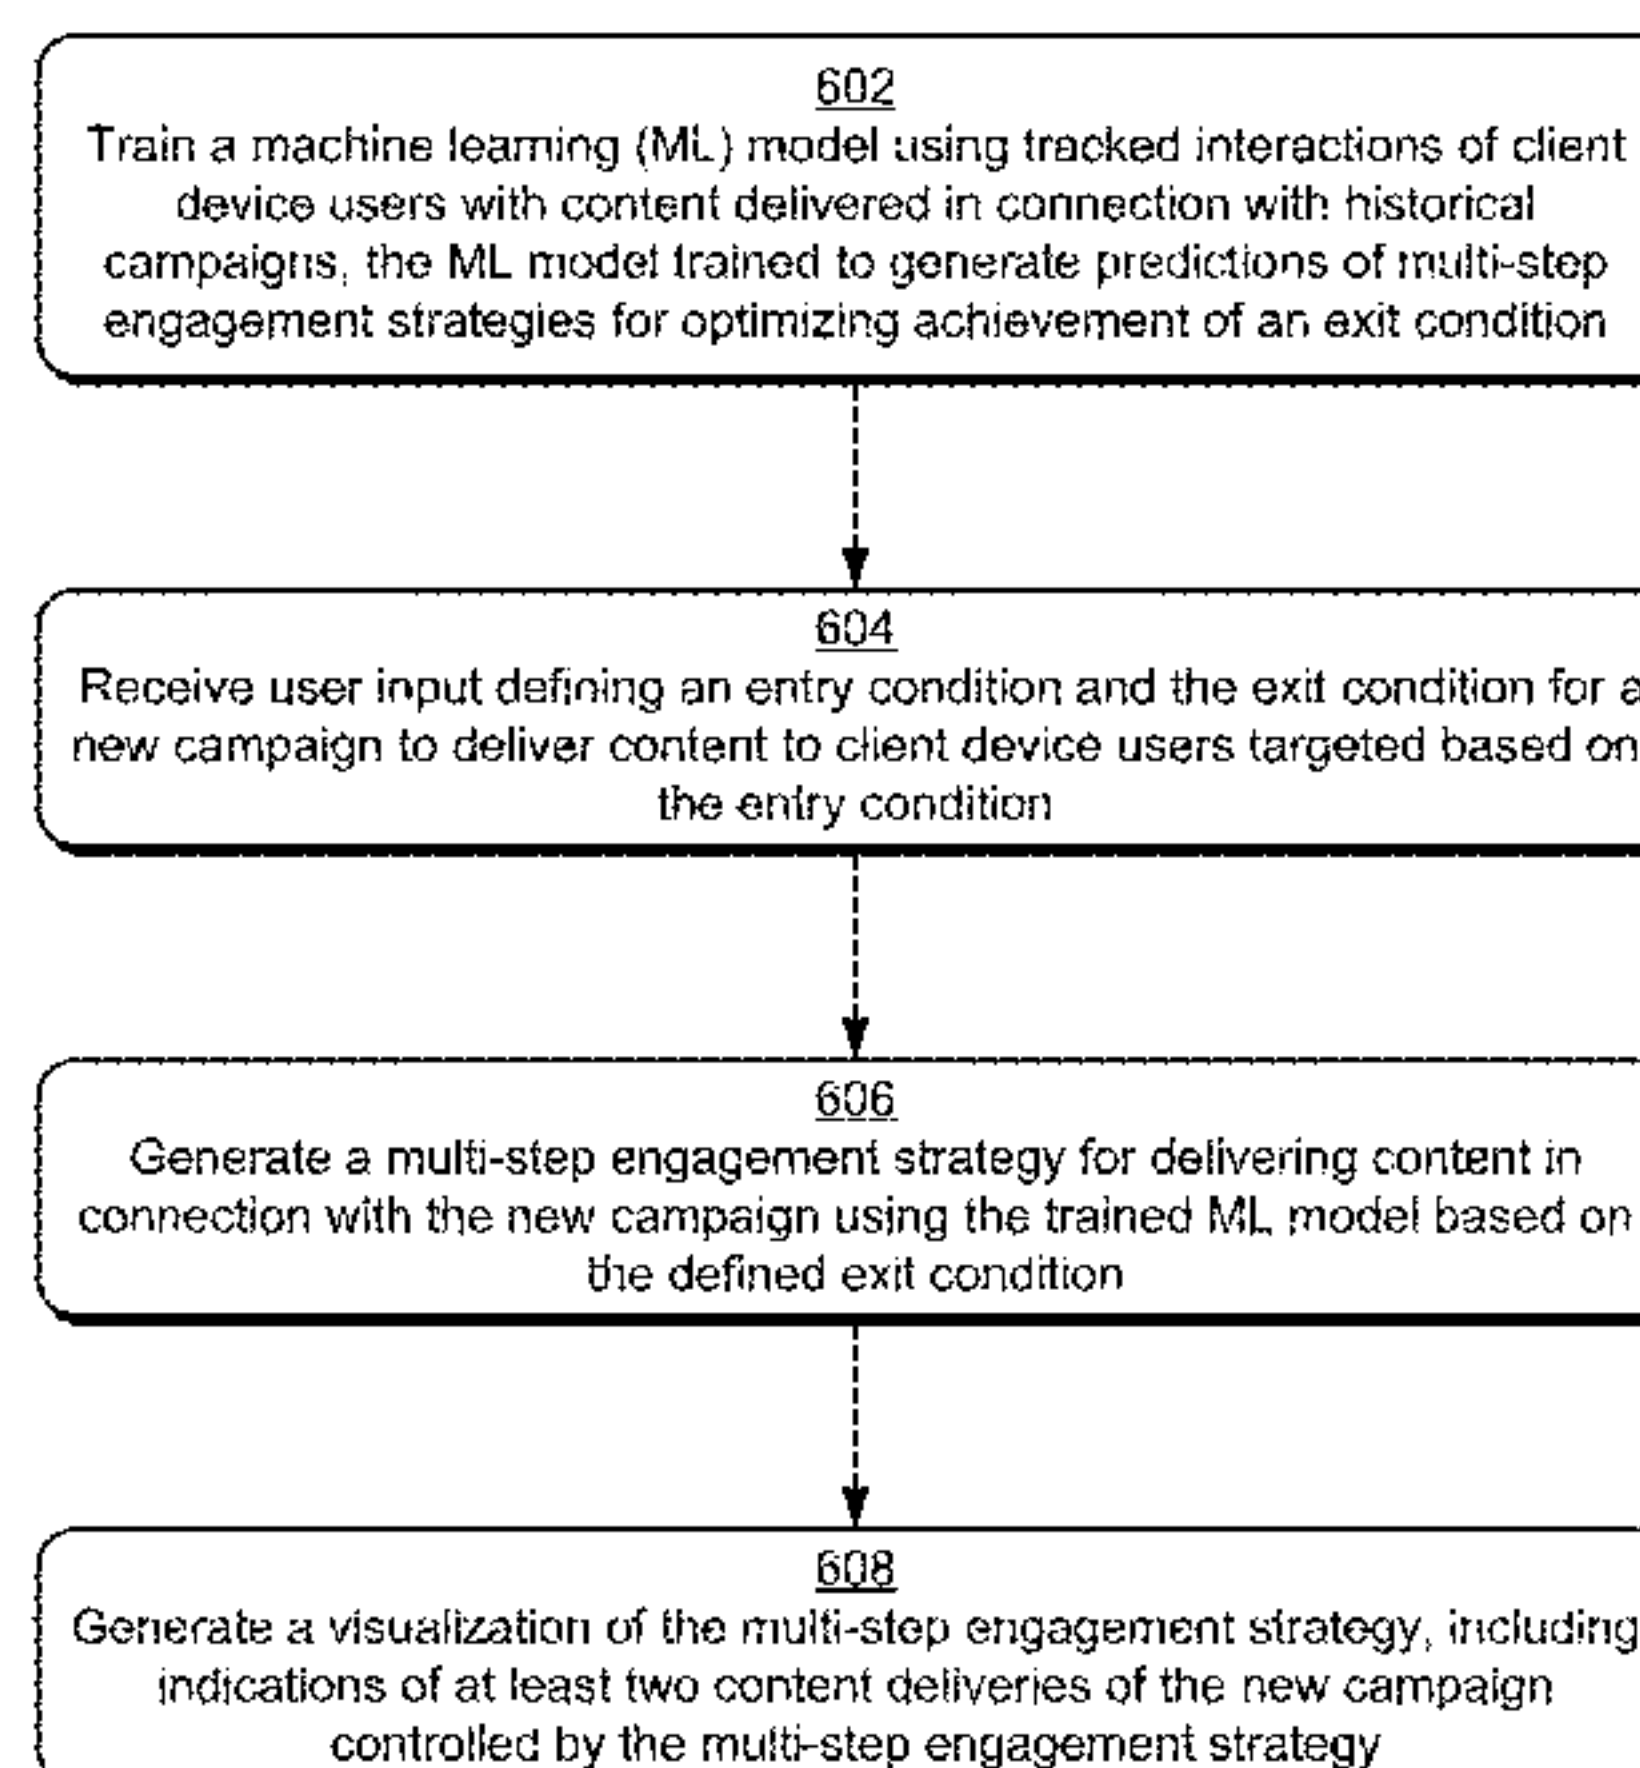 602
Train a machine learning (ML) model using tracked interactions of client
device users with content delivered in connection with historical
campaigns, the ML model trained to generate predictions of multi-step
engagement strategies for optimizing achievement of an exit condition
604
Receive user input defining an entry condition and the exit condition for a
new campaign to deliver content to client device users targeted based on
the entry condition
606
Generate a multi-step engagement strategy for delivering content in
connection with the new campaign using the trained ML model based on
the defined exit condition
608
Generate a visualization of the multi-step engagement strategy, including
indications of at least two content deliveries of the new campaign
controlled by the multi-step engagement strategy